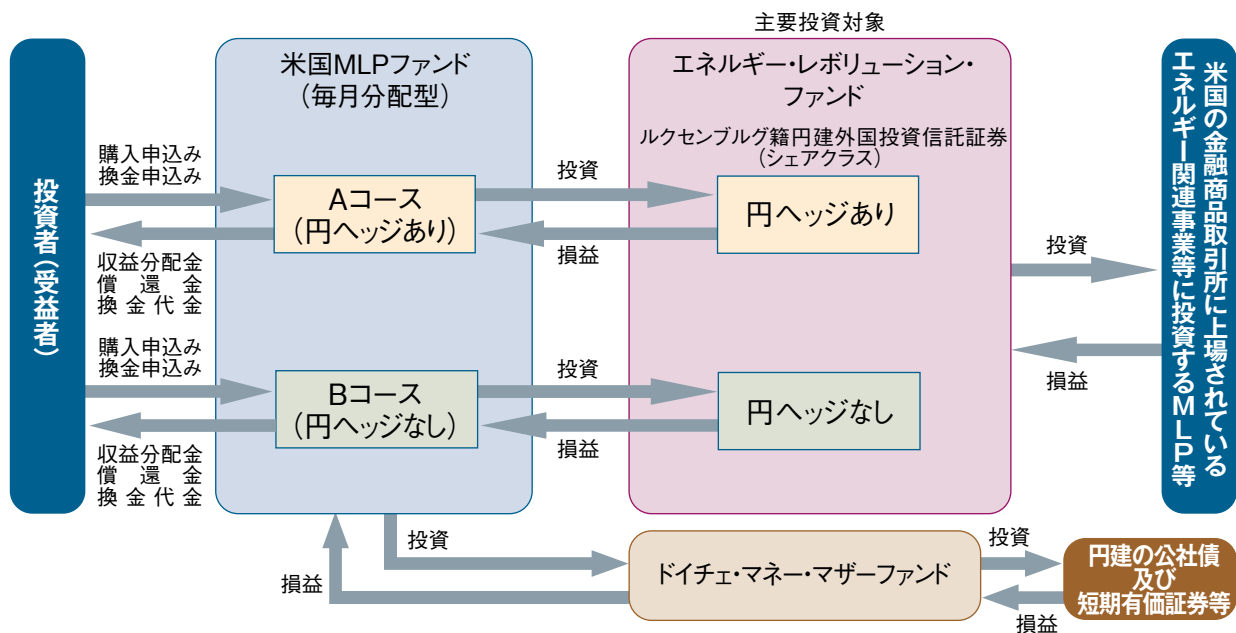 主要投資対象
投資者（受益者）
購入申込み
換金申込み
収益分配金
償還金
換金代金
購入申込み
換金申込み
収益分配金
償還金
換金代金
米国MLPファンド
（毎月分配型）
Aコース
（円ヘッジあり）
Bコース
（円ヘッジなし）
投資
損益
投資
損益
エネルギー・レボリューション・
ファンド
ルクセンブルグ籍円建外国投資信託証券
（シェアクラス）
円ヘッジあり
円ヘッジなし
投資
損益
米国の金融商品取引所に上場されている
エネルギー関連事業等に投資するMLP等
投資
損益
ドイチェ・マネー・マザーファンド
投資
損益
円建の公社債
及び
短期有価証券等